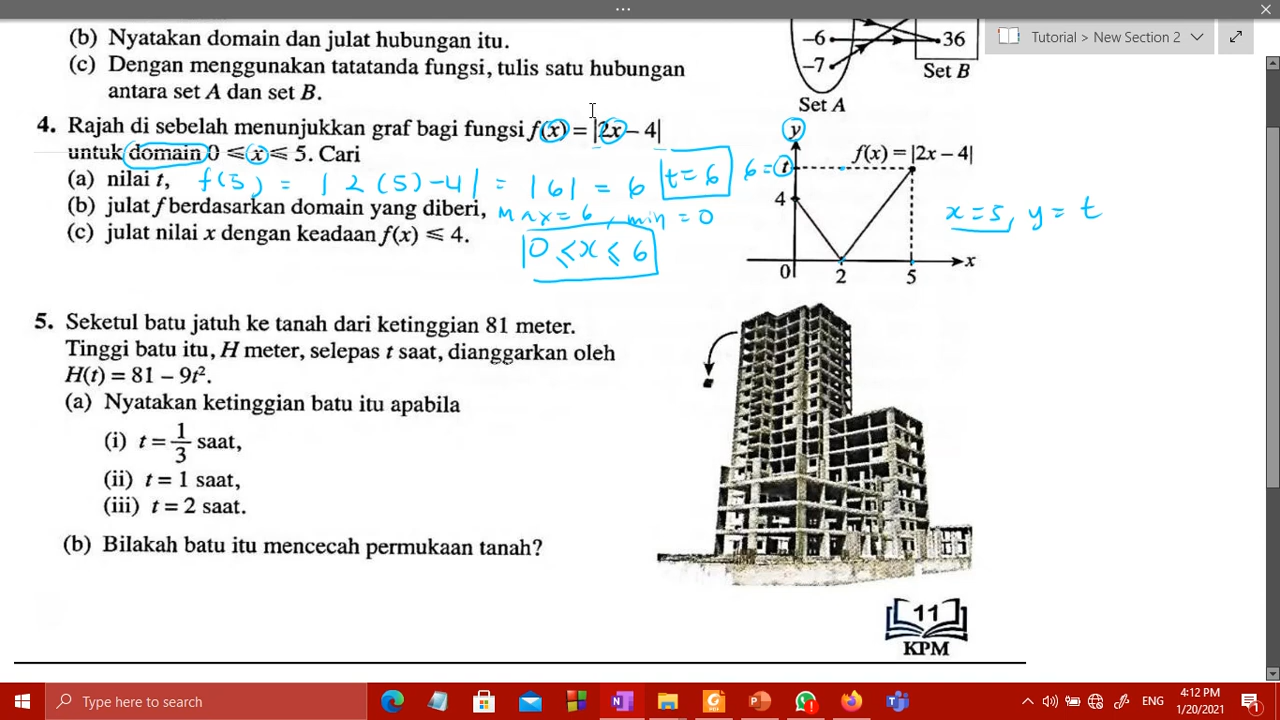 (b) Nyatakan domain dan julat hubungan itu.
(c) Dengan menggunakan tatatanda fungsi, tulis satu hubungan
antara set A dan set B.
–6
–7
36
Set B
Set A
Tutorial > New Section 2
4. Rajah di sebelah menunjukkan graf bagi fungsi f(x) = |2x – 4|
untuk domain 0 ⩽ x ⩽ 5. Cari
(a) nilai t, f(5) = |2(5)-4| = |6| = 6 t=6
(b) julat f berdasarkan domain yang diberi, max=6, min=0
(c) julat nilai x dengan keadaan f(x) ⩽ 4. 0⩽x⩽6
y
f(x) = |2x – 4|
6= t
4
x=5, y=t
0 2 5 x
5. Seketul batu jatuh ke tanah dari ketinggian 81 meter.
Tinggi batu itu, H meter, selepas t saat, dianggarkan oleh
H(t) = 81 – 9t².
(a) Nyatakan ketinggian batu itu apabila
(i) t = 1/3 saat,
(ii) t = 1 saat,
(iii) t = 2 saat.
(b) Bilakah batu itu mencecah permukaan tanah?
11
KPM
Type here to search
ENG
4:12 PM
1/20/2021